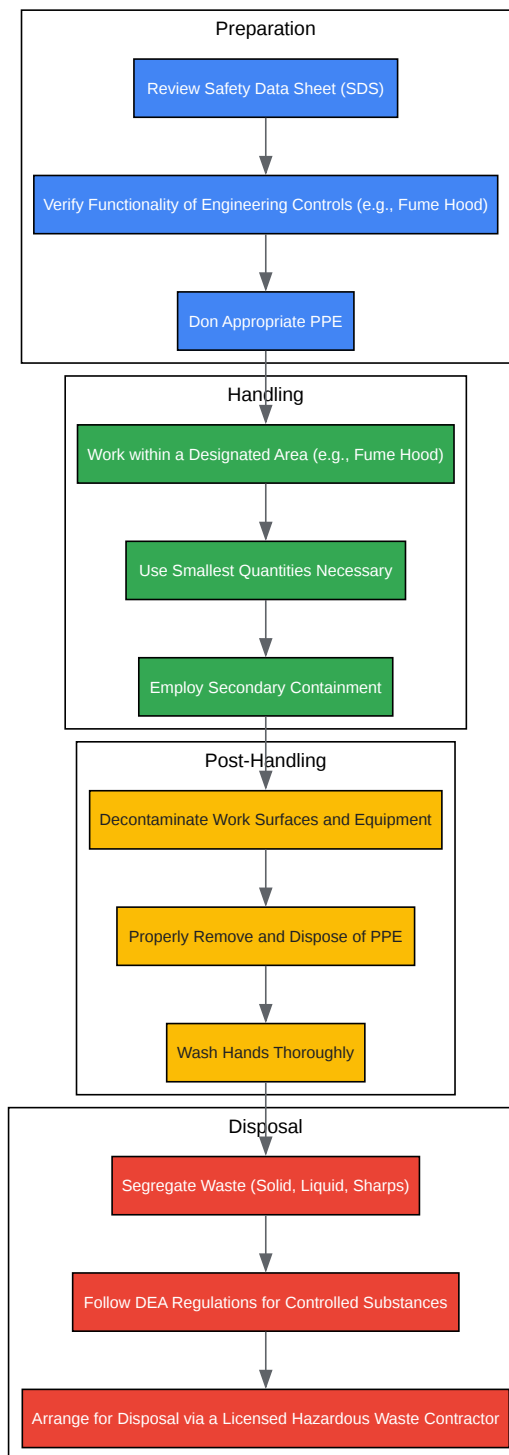 Preparation
Review Safety Data Sheet (SDS)
Verify Functionality of Engineering Controls (e.g., Fume Hood)
Don Appropriate PPE
Handling
Work within a Designated Area (e.g., Fume Hood)
Use Smallest Quantities Necessary
Employ Secondary Containment
Post-Handling
Decontaminate Work Surfaces and Equipment
Properly Remove and Dispose of PPE
Wash Hands Thoroughly
Disposal
Segregate Waste (Solid, Liquid, Sharps)
Follow DEA Regulations for Controlled Substances
Arrange for Disposal via a Licensed Hazardous Waste Contractor